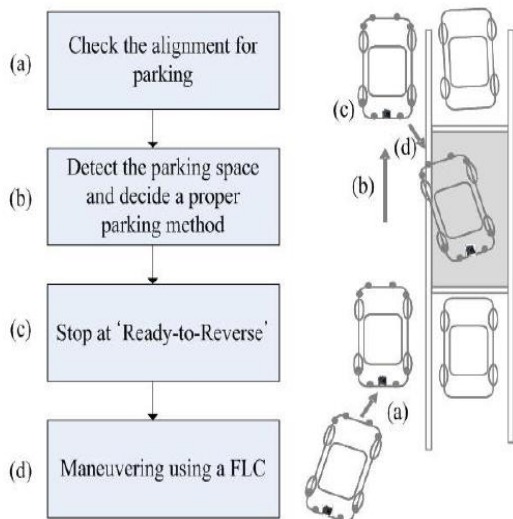 (a)
Check the alignment for
parking
(b)
Detect the parking space
and decide a proper
parking method
(c)
Stop at ‘Ready-to-Reverse’
(d)
Maneuvering using a FLC
(c)
(d)
(b)
(a)